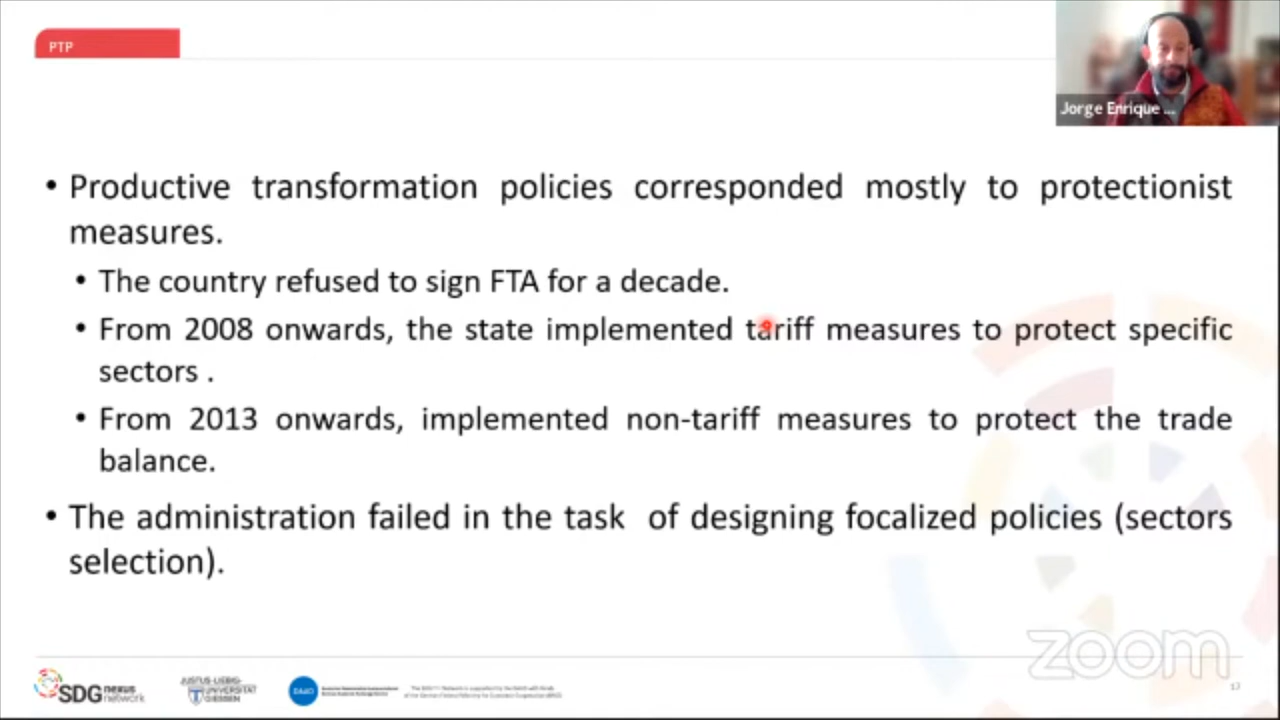 PTP
Jorge Enrique ...
• Productive transformation policies corresponded mostly to protectionist
measures.
• The country refused to sign FTA for a decade.
• From 2008 onwards, the state implemented tariff measures to protect specific
sectors .
• From 2013 onwards, implemented non-tariff measures to protect the trade
balance.
• The administration failed in the task of designing focalized policies (sectors
selection).
zoom
SDG nexus
network
JUSTUS-LIEBIG-
UNIVERSITÄT
GIESSEN
DAAD
17